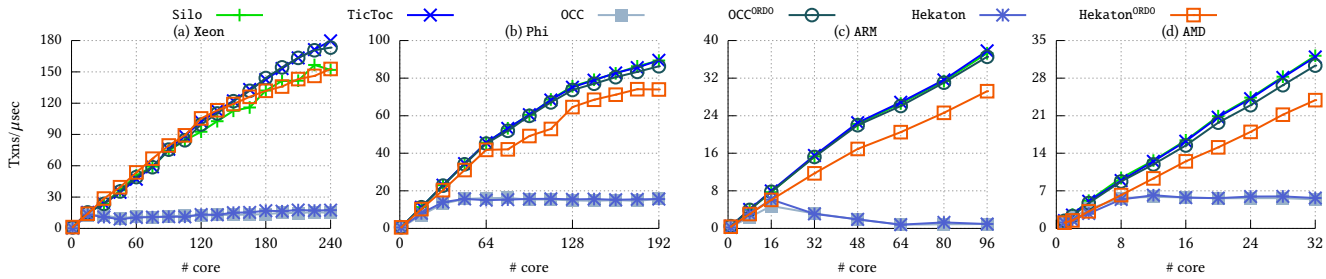 Silo TicToc OCC OCC^ORDO Hekaton Hekaton^ORDO
(a) Xeon (b) Phi (c) ARM (d) AMD
Txns/μsec
180
150
120
90
60
30
0
0 60 120 180 240
# core
100
80
60
40
20
0
0 64 128 192
# core
40
32
24
16
8
0
0 16 32 48 64 80 96
# core
35
28
21
14
7
0
0 8 16 24 32
# core